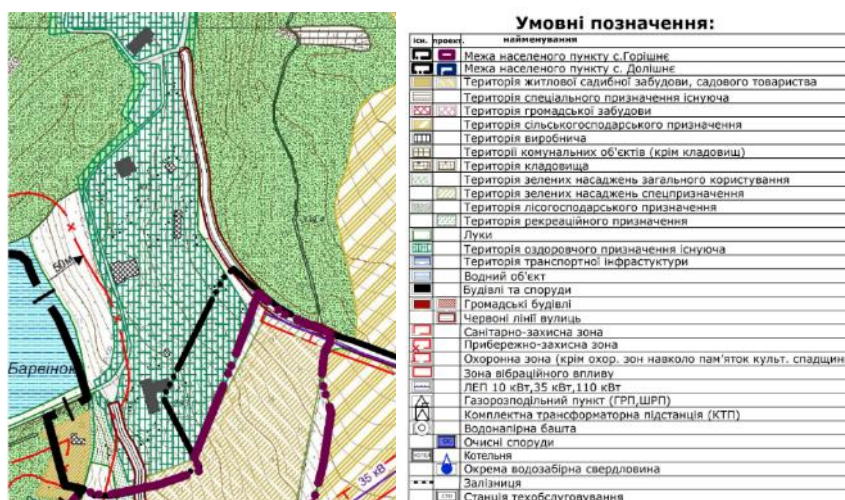 50м
Барвінок
35 кВ
Умовні позначення:
існ. проект. найменування
Межа населеного пункту с.Горішнє
Межа населеного пункту с. Долішнє
Територія житлової садибної забудови, садового товариства
Територія спеціального призначення існуюча
Територія громадської забудови
Територія сільськогосподарського призначення
Територія виробнича
Території комунальних об'єктів (крім кладовищ)
Територія кладовища
Територія зелених насаджень загального користування
Територія зелених насаджень спецпризначення
Територія лісогосподарського призначення
Територія рекреаційного призначення
Луки
Територія оздоровчого призначення існуюча
Територія транспортної інфрастуктури
Водний об'єкт
Будівлі та споруди
Громадські будівлі
Червоні лінії вулиць
Санітарно-захисна зона
Прибережно-захисна зона
Охоронна зона (крім охор. зон навколо пам'яток культ. спадщин
Зона вібраційного впливу
ЛЕП 10 кВт,35 кВт,110 кВт
Газорозподільний пункт (ГРП,ШРП)
Комплектна трансформаторна підстанція (КТП)
Водонапірна башта
Очисні споруди
Котельня
Окрема водозабірна свердловина
Залізниця
Станція техобслуговування